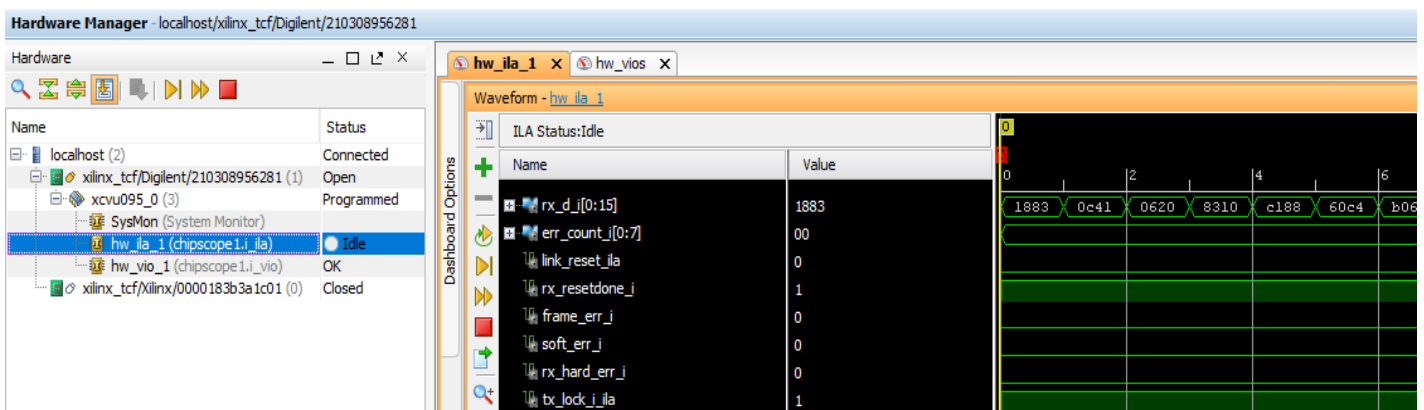 Hardware Manager - localhost/xilinx_tcf/Digilent/210308956281
Hardware
Name Status
localhost (2) Connected
xilinx_tcf/Digilent/210308956281 (1) Open
xcvu095_0 (3) Programmed
SysMon (System Monitor)
hw_ila_1 (chipscope1.i_ila) Idle
hw_vio_1 (chipscope1.i_vio) OK
xilinx_tcf/Xilinx/0000183b3a1c01 (0) Closed
hw_ila_1 hw_vios
Dashboard Options
Waveform - hw_ila_1
ILA Status:Idle
Name Value
0
0 2 4 6
rx_d_i[0:15] 1883 1883 0c41 0620 8310 c188 60c4 b06
err_count_i[0:7] 00
link_reset_ila 0
rx_resetdone_i 1
frame_err_i 0
soft_err_i 0
rx_hard_err_i 0
tx_lock_i_ila 1